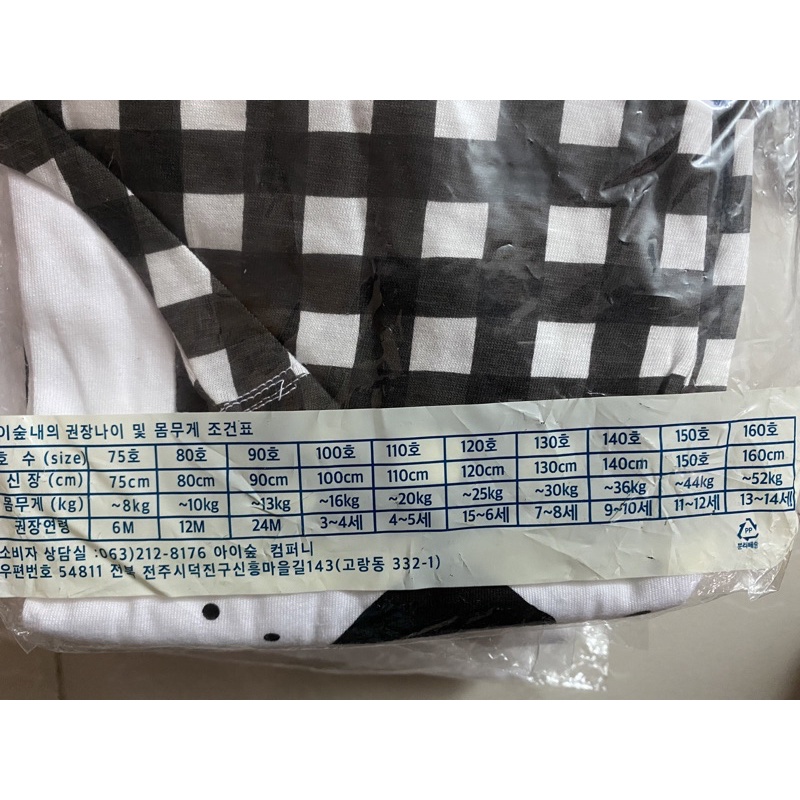 이숲내의 권장나이 및 몸무게 조건표
호 수 (size) 75호 80호 90호 100호 110호 120호 130호 140호 150호 160호
신 장 (cm) 75cm 80cm 90cm 100cm 110cm 120cm 130cm 140cm 150호 160cm
몸무게 (kg) ~8kg ~10kg ~13kg ~16kg ~20kg ~25kg ~30kg ~36kg ~44kg ~52kg
권장연령 6M 12M 24M 3~4세 4~5세 15~6세 7~8세 9~10세 11~12세 13~14세
소비자 상담실 :063)212-8176 아이숲 컴퍼니
우편번호 54811 전북 전주시덕진구신흥마을길143(고랑동 332-1)
PP
분리배출